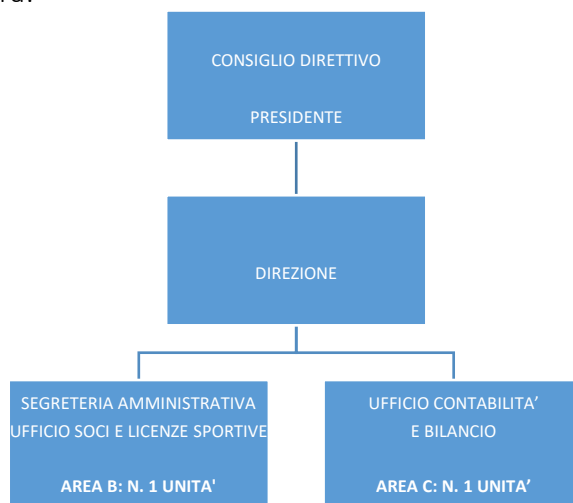 CONSIGLIO DIRETTIVO
PRESIDENTE
DIREZIONE
SEGRETERIA AMMINISTRATIVA
UFFICIO SOCI E LICENZE SPORTIVE
AREA B: N. 1 UNITA'
UFFICIO CONTABILITA’
E BILANCIO
AREA C: N. 1 UNITA’